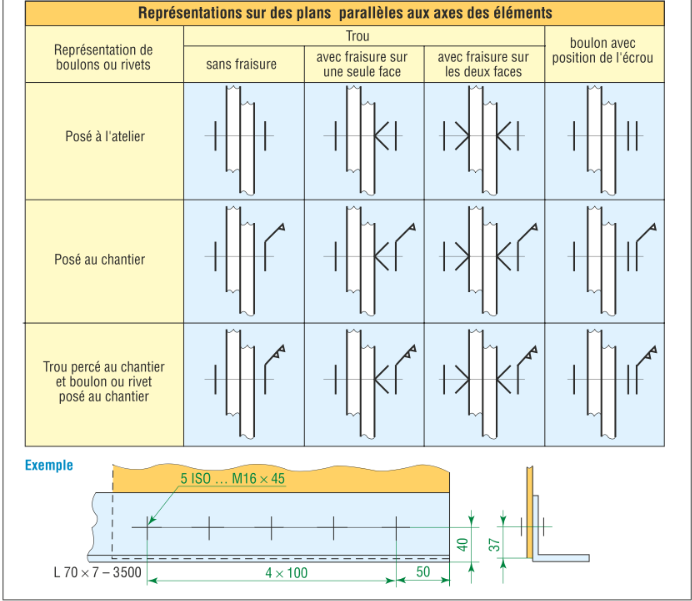 Représentations sur des plans parallèles aux axes des éléments
Représentation de
boulons ou rivets
Trou
sans fraisure
avec fraisure sur
une seule face
avec fraisure sur
les deux faces
boulon avec
position de l'écrou
Posé à l'atelier
Posé au chantier
Trou percé au chantier
et boulon ou rivet
posé au chantier
Exemple
5 ISO ... M16 × 45
40
37
L 70 × 7 – 3500
4 × 100
50